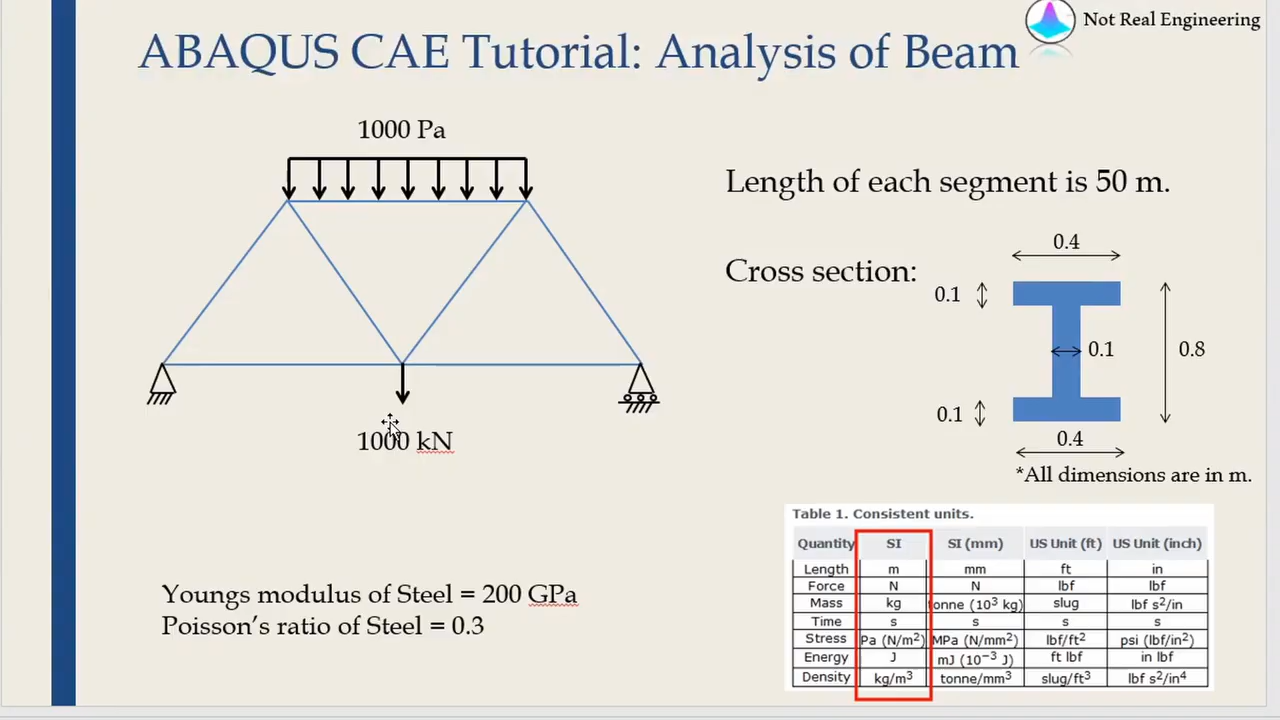 Not Real Engineering
ABAQUS CAE Tutorial: Analysis of Beam
1000 Pa
1000 kN
Length of each segment is 50 m.
Cross section:
0.4
0.1
0.1
0.8
0.1
0.4
*All dimensions are in m.
Youngs modulus of Steel = 200 GPa
Poisson's ratio of Steel = 0.3
Table 1. Consistent units.
Quantity SI SI (mm) US Unit (ft) US Unit (inch)
Length m mm ft in
Force N N lbf lbf
Mass kg tonne (10³ kg) slug lbf s²/in
Time s s s s
Stress Pa (N/m²) MPa (N/mm²) lbf/ft² psi (lbf/in²)
Energy J mJ (10⁻³ J) ft lbf in lbf
Density kg/m³ tonne/mm³ slug/ft³ lbf s²/in⁴